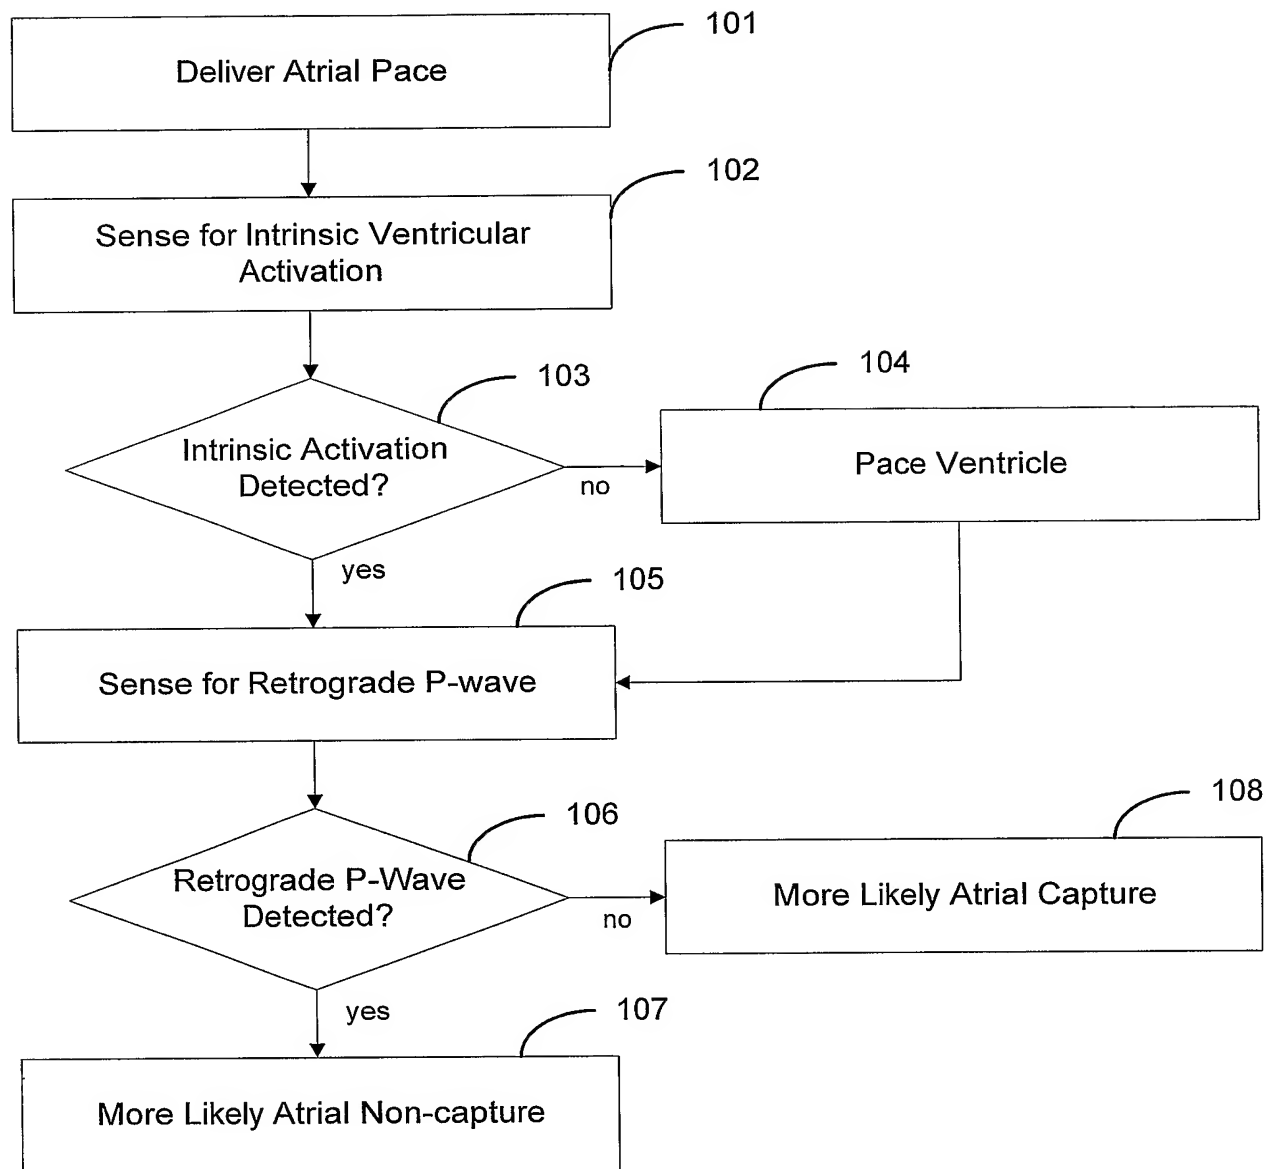 101
Deliver Atrial Pace
102
Sense for Intrinsic Ventricular
Activation
103
Intrinsic Activation
Detected?
no
104
Pace Ventricle
yes
105
Sense for Retrograde P-wave
106
Retrograde P-Wave
Detected?
no
108
More Likely Atrial Capture
yes
107
More Likely Atrial Non-capture